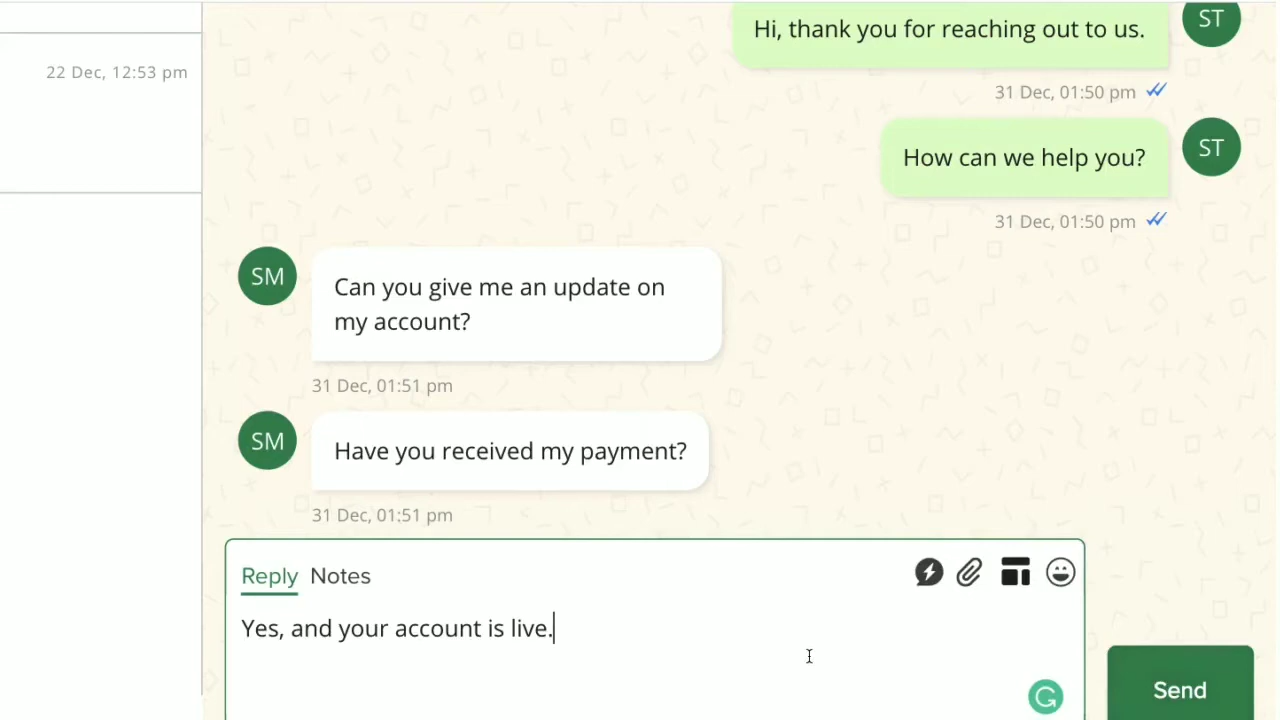 ST
Hi, thank you for reaching out to us.
22 Dec, 12:53 pm
31 Dec, 01:50 pm
ST
How can we help you?
31 Dec, 01:50 pm
SM
Can you give me an update on
my account?
31 Dec, 01:51 pm
SM
Have you received my payment?
31 Dec, 01:51 pm
Reply Notes
Yes, and your account is live.
Send